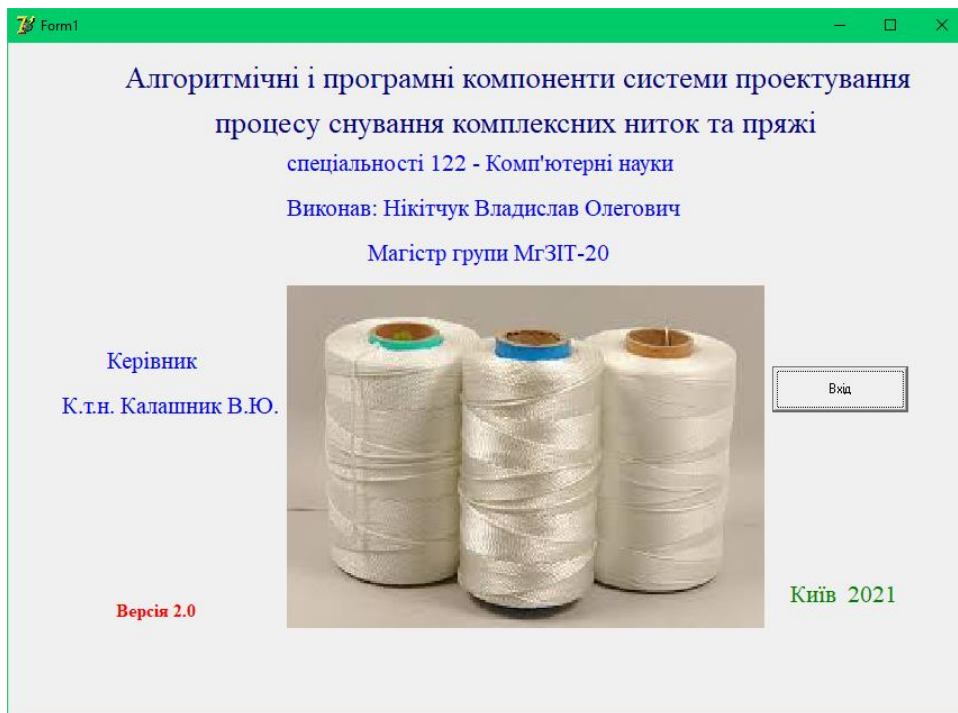 Form1
Алгоритмічні і програмні компоненти системи проектування
процесу снування комплексних ниток та пряжі
спеціальності 122 - Комп'ютерні науки
Виконав: Нікітчук Владислав Олегович
Магістр групи МгЗІТ-20
Керівник
К.т.н. Калашник В.Ю.
Вхід
Київ 2021
Версія 2.0